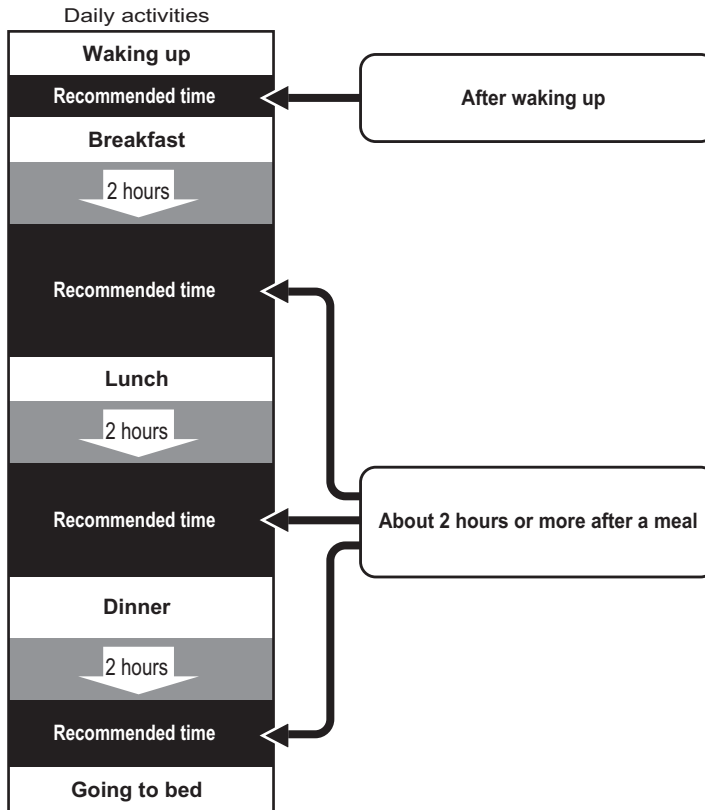 Daily activities
Waking up
Recommended time
After waking up
Breakfast
2 hours
Recommended time
Lunch
2 hours
Recommended time
About 2 hours or more after a meal
Dinner
2 hours
Recommended time
Going to bed